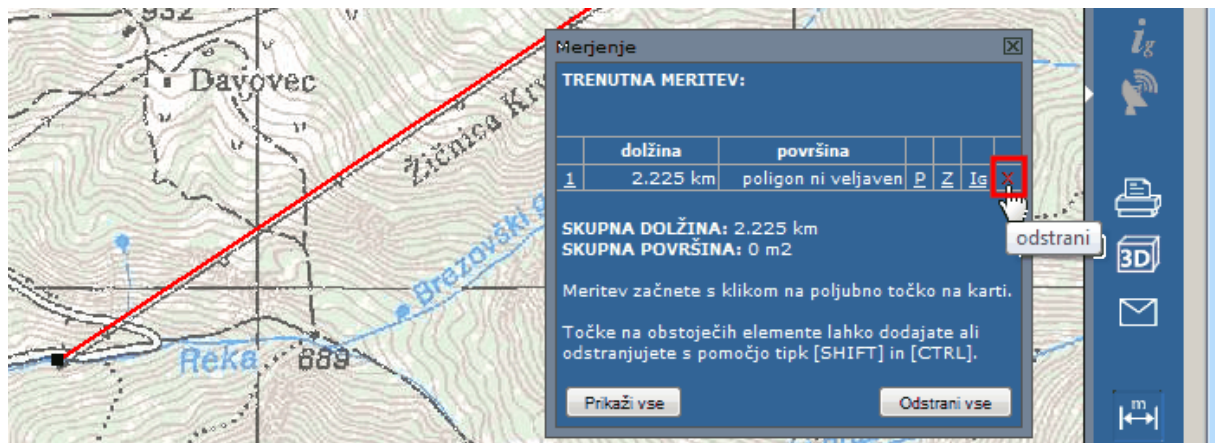 932
Davovec
Žičnica
Brezovški
Reka
889
Merjenje
TRENUTNA MERITEV:
dolžina površina
1 2.225 km poligon ni veljaven P Z Ig X
odstrani
SKUPNA DOLŽINA: 2.225 km
SKUPNA POVRŠINA: 0 m2
Meritev začnete s klikom na poljubno točko na karti.
Točke na obstoječih elemente lahko dodajate ali
odstranjujete s pomočjo tipk [SHIFT] in [CTRL].
Prikaži vse Odstrani vse
ig
3D
m